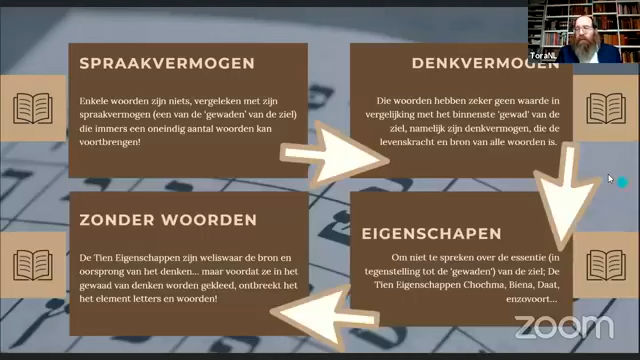 ToraNL
SPRAAKVERMOGEN
Enkele woorden zijn niets, vergeleken met zijn
spraakvermogen (een van de 'gewaden' van de ziel)
die immers een oneindig aantal woorden kan
voortbrengen!
DENKVERMOGEN
Die woorden hebben zeker geen waarde in
vergelijking met het binnenste 'gewad' van de
ziel, namelijk zijn denkvermogen, die de
levenskracht en bron van alle woorden is.
ZONDER WOORDEN
De Tien Eigenschappen zijn weliswaar de bron en
oorsprong van het denken... maar voordat ze in het
gewaad van denken worden gekleed, ontbreekt het
het element letters en woorden!
EIGENSCHAPEN
Om niet te spreken over de essentie (in
tegenstelling tot de 'gewaden') van de ziel; De
Tien Eigenschappen Chochma, Biena, Daat,
enzovoort...
zoom